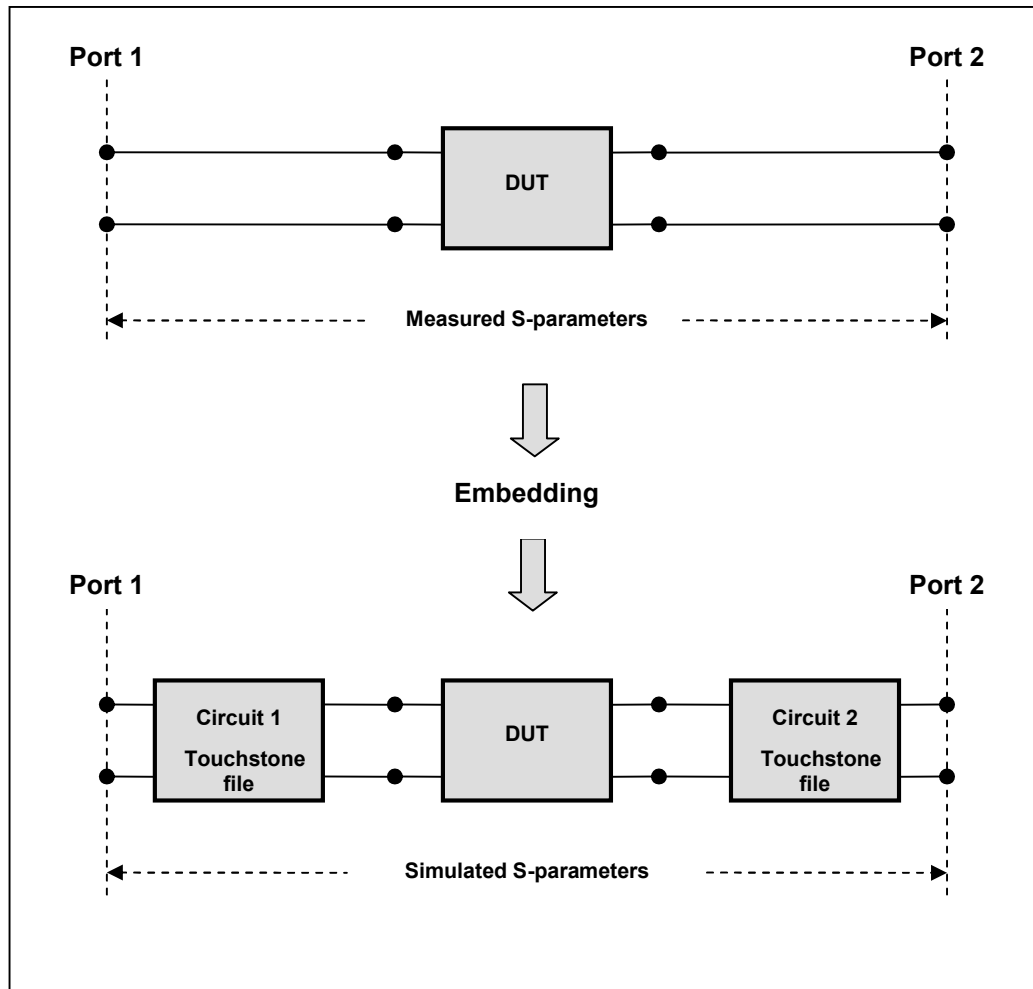 Port 1
Port 2
DUT
Measured S-parameters
Embedding
Port 1
Port 2
Circuit 1
Touchstone
file
DUT
Circuit 2
Touchstone
file
Simulated S-parameters